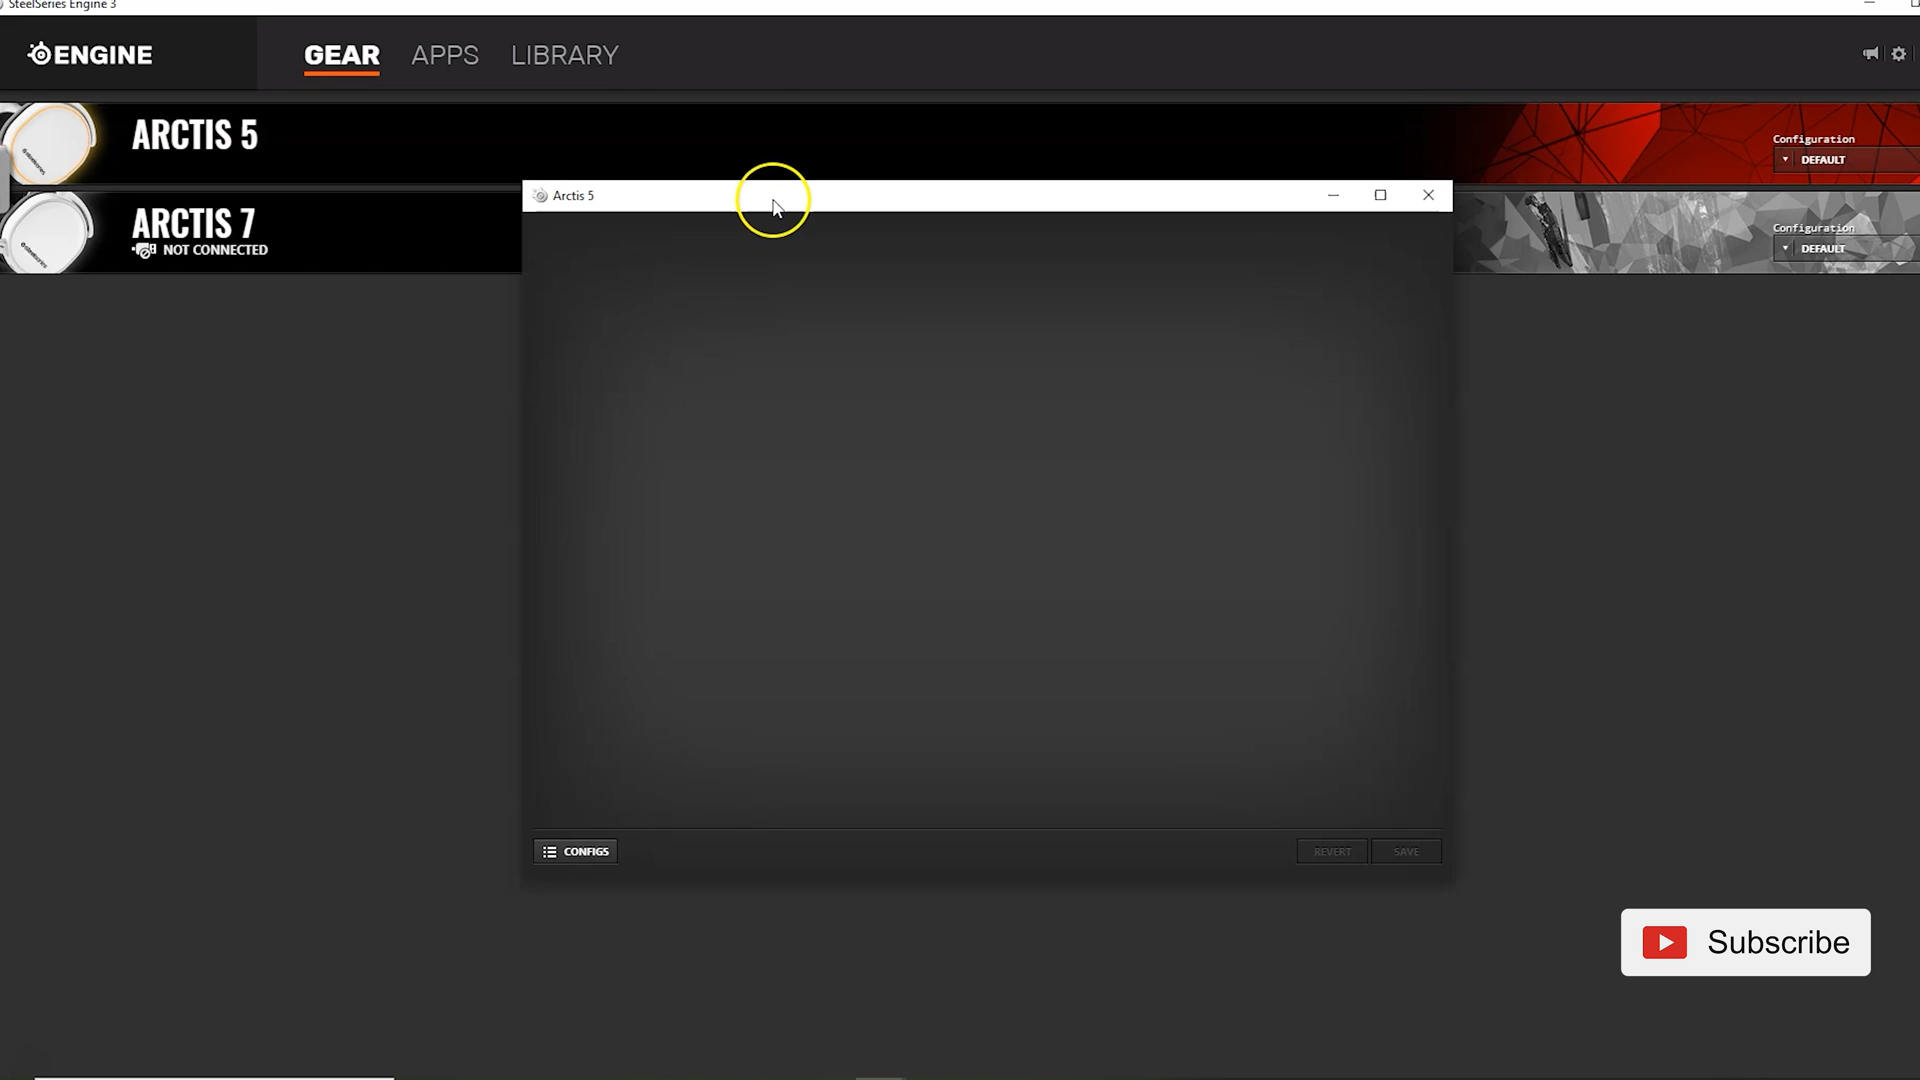 SteelSeries Engine 3
ENGINE
GEAR
APPS
LIBRARY
ARCTIS 5
Configuration
DEFAULT
Arctis 5
ARCTIS 7
NOT CONNECTED
Configuration
DEFAULT
CONFIGS
REVERT
SAVE
Subscribe